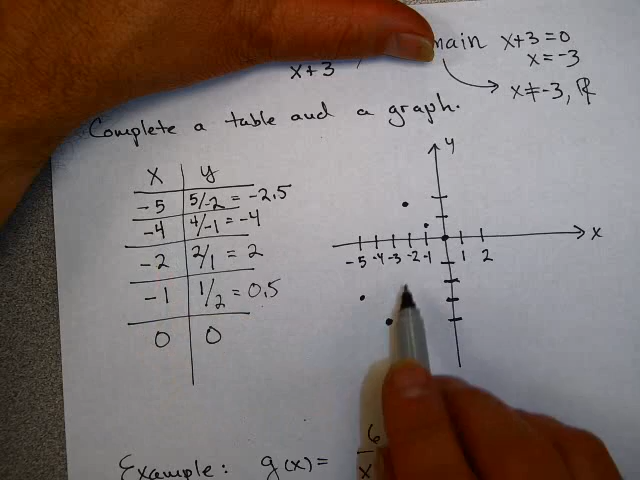 main x+3=0
x+3 x=-3
x≠-3, ℝ
Complete a table and a graph.
x y
-5 5/-2 = -2.5
-4 4/-1 = -4
-2 2/1 = 2
-1 1/2 = 0.5
0 0
y
x
-5 -4 -3 -2 -1 1 2
Example: g(x) = 6
x